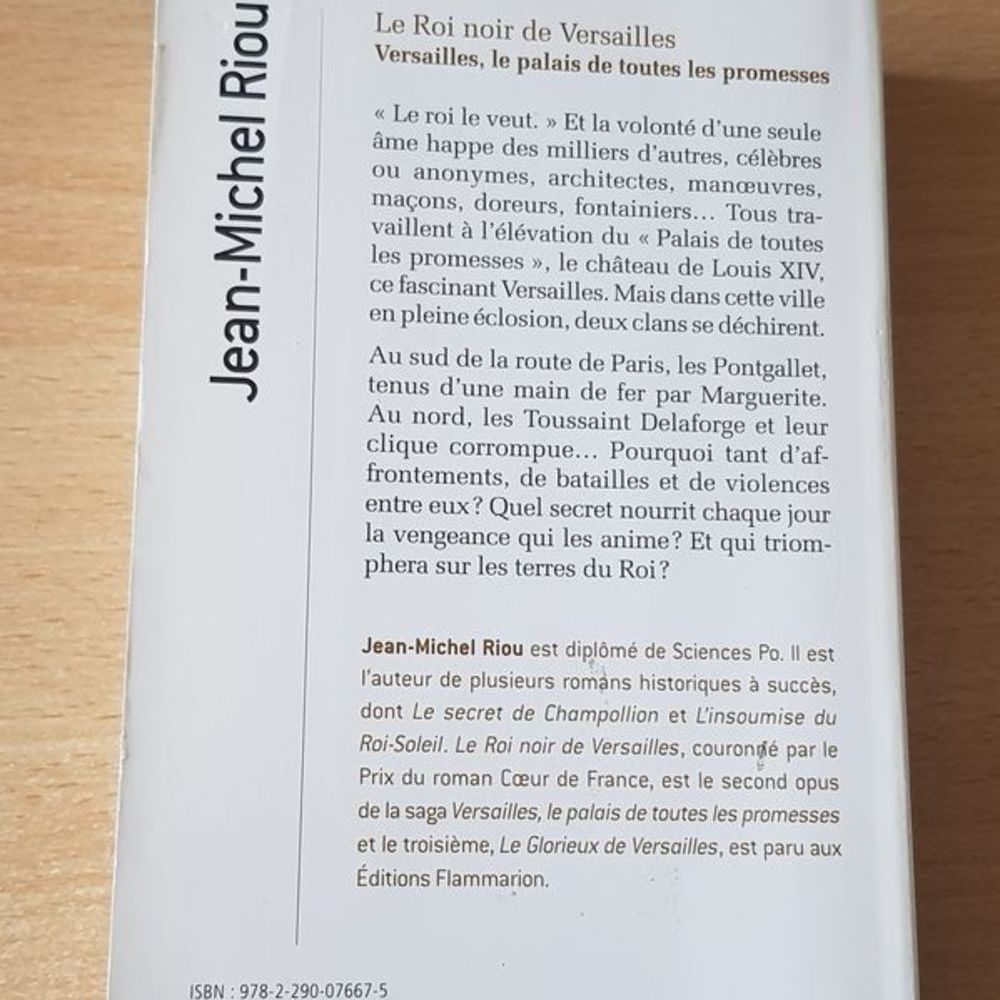 Jean-Michel Riou
Le Roi noir de Versailles
Versailles, le palais de toutes les promesses
« Le roi le veut. » Et la volonté d'une seule
âme happe des milliers d'autres, célèbres
ou anonymes, architectes, manœuvres,
maçons, doreurs, fontainiers... Tous tra-
vaillent à l'élévation du « Palais de toutes
les promesses », le château de Louis XIV,
ce fascinant Versailles. Mais dans cette ville
en pleine éclosion, deux clans se déchirent.
Au sud de la route de Paris, les Pontgallet,
tenus d'une main de fer par Marguerite.
Au nord, les Toussaint Delaforge et leur
clique corrompue... Pourquoi tant d'af-
frontements, de batailles et de violences
entre eux ? Quel secret nourrit chaque jour
la vengeance qui les anime ? Et qui triom-
phera sur les terres du Roi ?
Jean-Michel Riou est diplômé de Sciences Po. Il est
l'auteur de plusieurs romans historiques à succès,
dont Le secret de Champollion et L'insoumise du
Roi-Soleil. Le Roi noir de Versailles, couronné par le
Prix du roman Cœur de France, est le second opus
de la saga Versailles, le palais de toutes les promesses
et le troisième, Le Glorieux de Versailles, est paru aux
Éditions Flammarion.
ISBN : 978-2-290-07667-5